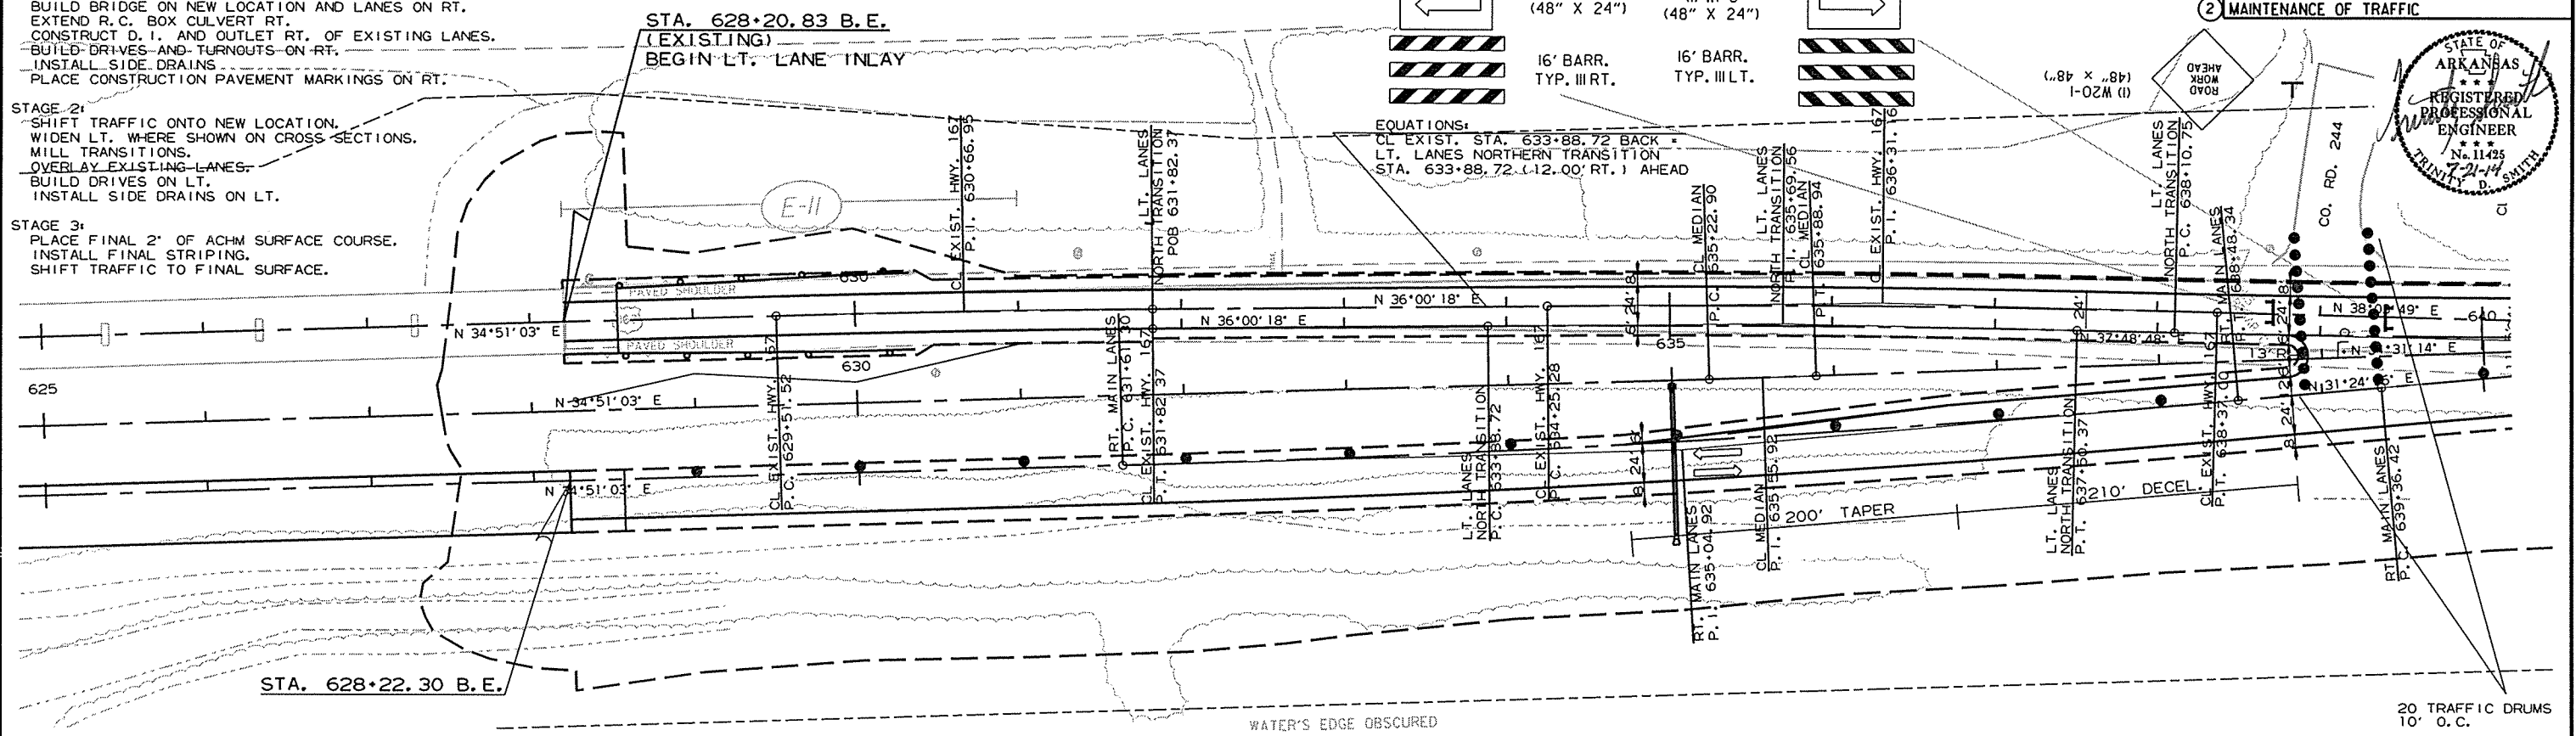 BUILD BRIDGE ON NEW LOCATION AND LANES ON RT.
EXTEND R.C. BOX CULVERT RT.
CONSTRUCT D.I. AND OUTLET RT. OF EXISTING LANES.
BUILD DRIVES AND TURNOUTS ON RT.
INSTALL SIDE DRAINS
PLACE CONSTRUCTION PAVEMENT MARKINGS ON RT.
STAGE 2:
SHIFT TRAFFIC ONTO NEW LOCATION.
WIDEN LT. WHERE SHOWN ON CROSS SECTIONS.
MILL TRANSITIONS.
OVERLAY EXISTING LANES.
BUILD DRIVES ON LT.
INSTALL SIDE DRAINS ON LT.
STAGE 3:
PLACE FINAL 2" OF ACHM SURFACE COURSE.
INSTALL FINAL STRIPING.
SHIFT TRAFFIC TO FINAL SURFACE.
STA. 628+20.83 B.E.
(EXISTING)
BEGIN LT. LANE INLAY
(48" X 24")
(48" X 24")
16' BARR.
TYP. III RT.
16' BARR.
TYP. III LT.
2 MAINTENANCE OF TRAFFIC
ROAD
WORK
AHEAD
(1) W20-1
(48" X 48")
STATE OF
ARKANSAS
REGISTERED
PROFESSIONAL
ENGINEER
No. 11425
TRINITY D. SMITH
7-21-14
CO. RD. 244
EQUATIONS:
CL EXIST. STA. 633+88.72 BACK =
LT. LANES NORTHERN TRANSITION
STA. 633+88.72 (12.00' RT.) AHEAD
E-11
CL EXIST. HWY. 167
P.I. 630+66.95
LT. LANES
NORTH TRANSITION
POB 631+82.37
CL MEDIAN
P.C. 635+22.90
LT. LANES
NORTH TRANSITION
P.I. 635+69.56
CL MEDIAN
P.T. 635+88.94
CL EXIST. HWY. 167
P.I. 636+31.16
LT. LANES
NORTH TRANSITION
P.C. 638+10.75
RT. MAIN LANES
638+48.34
PAVED SHOULDER
630
N 34°51'03" E
N 36°00'18" E
N 36°00'18" E
6' 24' 8'
24'
640
PAVED SHOULDER
630
635
N 37°48'48" E
13'
N 31°24' E
625
N 34°51'03" E
CL EXIST. HWY. 167
P.C. 629+51.52
RT. MAIN LANES
P.C. 631+61.30
CL EXIST. HWY. 167
P.T. 631+82.37
LT. LANES
NORTH TRANSITION
P.C. 633+88.72
CL EXIST. HWY. 167
P.C. 634+25.28
8' 24' 6'
RT. MAIN LANES
P.I. 635+04.92
CL MEDIAN
P.I. 635+55.92
LT. LANES
NORTH TRANSITION
P.T. 637+50.37
CL EXIST. HWY. 167
P.T. 638+37.00
RT. MAIN LANES
P.C. 639+36.42
N 34°51'03" E
200' TAPER
210' DECEL.
STA. 628+22.30 B.E.
WATER'S EDGE OBSCURED
20 TRAFFIC DRUMS
10' O.C.